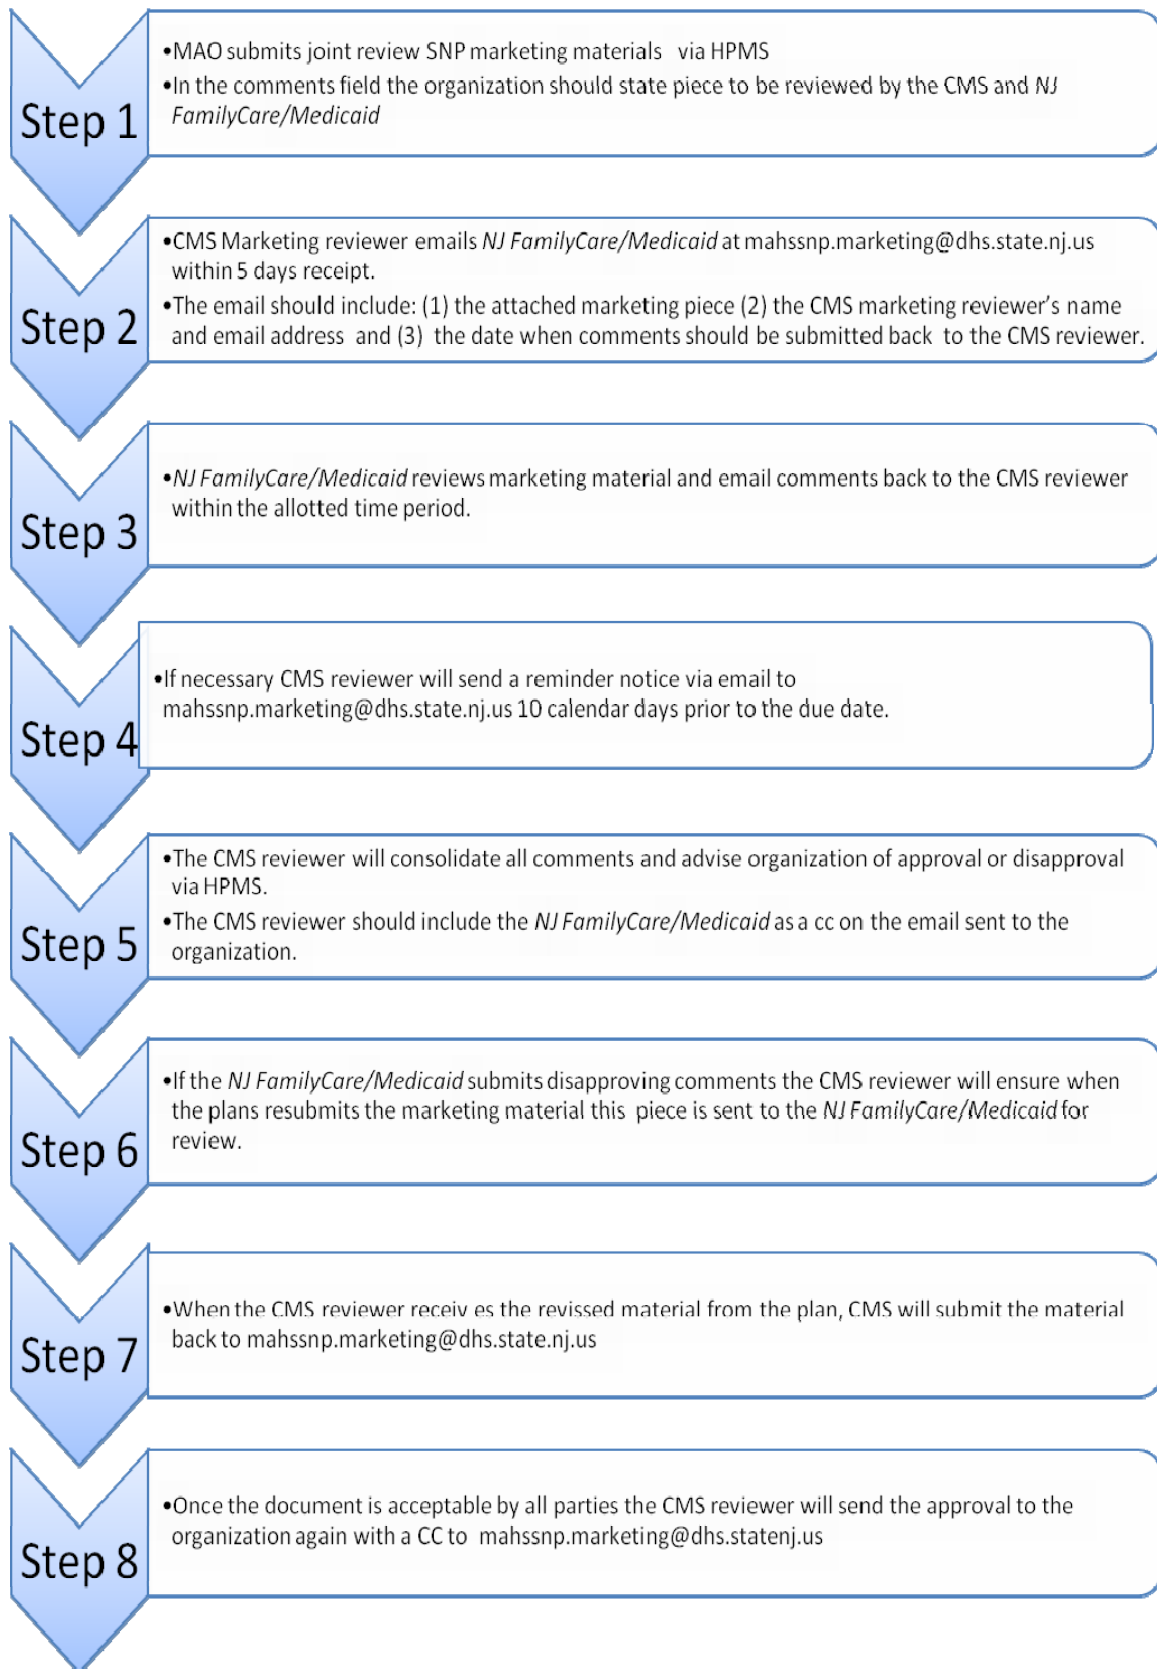 Step 1
•MAO submits joint review SNP marketing materials via HPMS
•In the comments field the organization should state piece to be reviewed by the CMS and NJ
FamilyCare/Medicaid
Step 2
•CMS Marketing reviewer emails NJ FamilyCare/Medicaid at mahssnp.marketing@dhs.state.nj.us
within 5 days receipt.
•The email should include: (1) the attached marketing piece (2) the CMS marketing reviewer's name
and email address and (3) the date when comments should be submitted back to the CMS reviewer.
Step 3
•NJ FamilyCare/Medicaid reviews marketing material and email comments back to the CMS reviewer
within the allotted time period.
Step 4
•If necessary CMS reviewer will send a reminder notice via email to
mahssnp.marketing@dhs.state.nj.us 10 calendar days prior to the due date.
Step 5
•The CMS reviewer will consolidate all comments and advise organization of approval or disapproval
via HPMS.
•The CMS reviewer should include the NJ FamilyCare/Medicaid as a cc on the email sent to the
organization.
Step 6
•If the NJ FamilyCare/Medicaid submits disapproving comments the CMS reviewer will ensure when
the plans resubmits the marketing material this piece is sent to the NJ FamilyCare/Medicaid for
review.
Step 7
•When the CMS reviewer receiv es the revissed material from the plan, CMS will submit the material
back to mahssnp.marketing@dhs.state.nj.us
Step 8
•Once the document is acceptable by all parties the CMS reviewer will send the approval to the
organization again with a CC to mahssnp.marketing@dhs.statenj.us